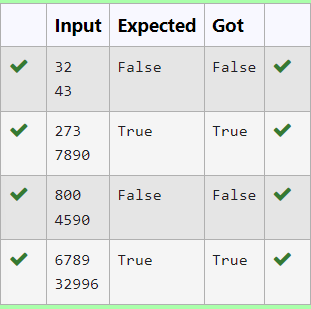 Input Expected Got
32 False False
43
273 True True
7890
800 False False
4590
6789 True True
32996